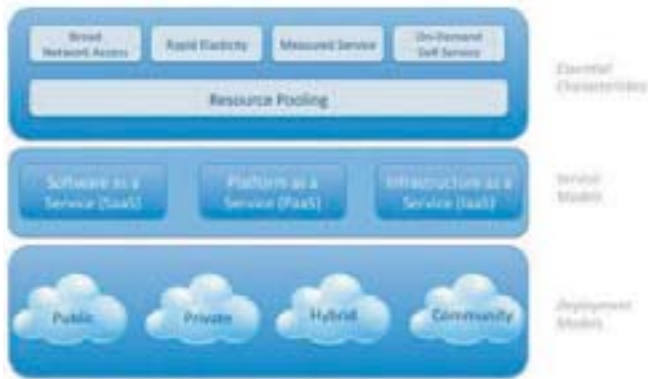 Broad
Network Access
Rapid Elasticity
Measured Service
On-Demand
Self Service
Resource Pooling
Essential
Characteristics
Software as a
Service (SaaS)
Platform as a
Service (PaaS)
Infrastructure as a
Service (IaaS)
Service
Models
Public
Private
Hybrid
Community
Deployment
Models